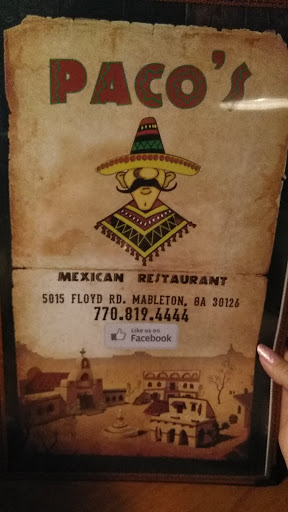 PACO'S
MEXICAN RESTAURANT
5015 FLOYD RD. MABLETON, GA 30126
770.819.4444
Like us on
Facebook